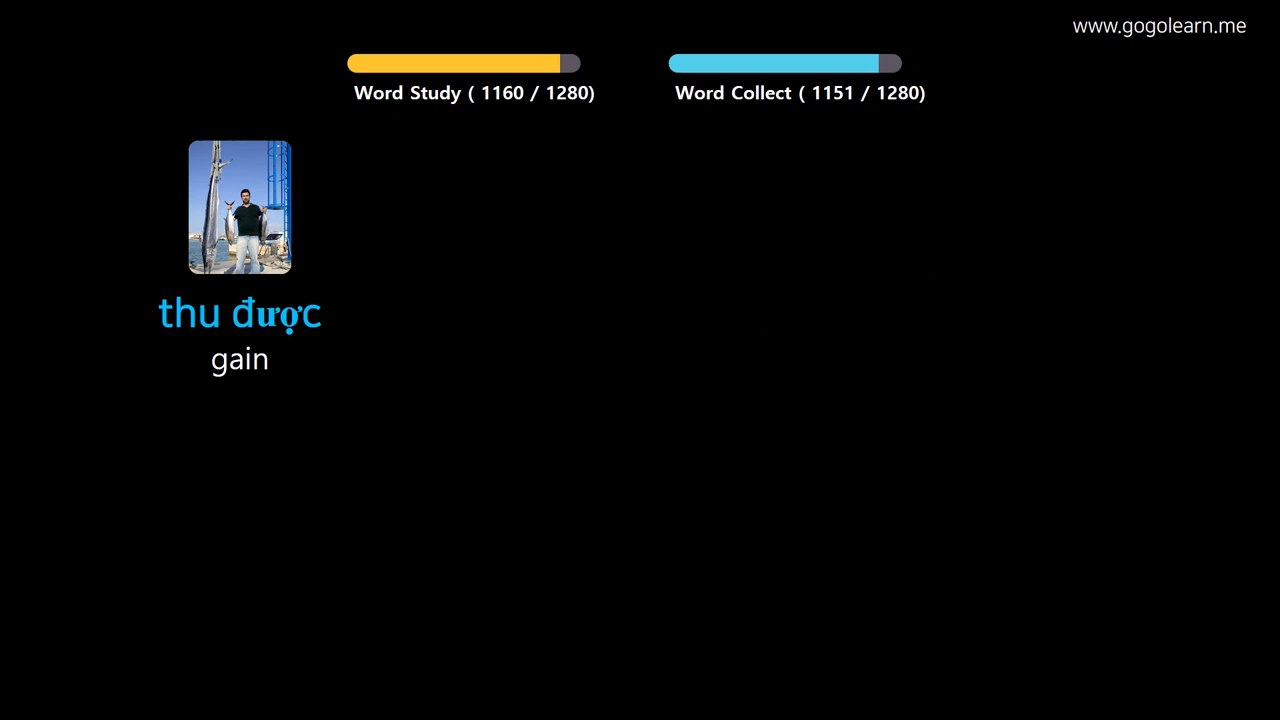 www.gogolearn.me
Word Study ( 1160 / 1280)
Word Collect ( 1151 / 1280)
thu được
gain